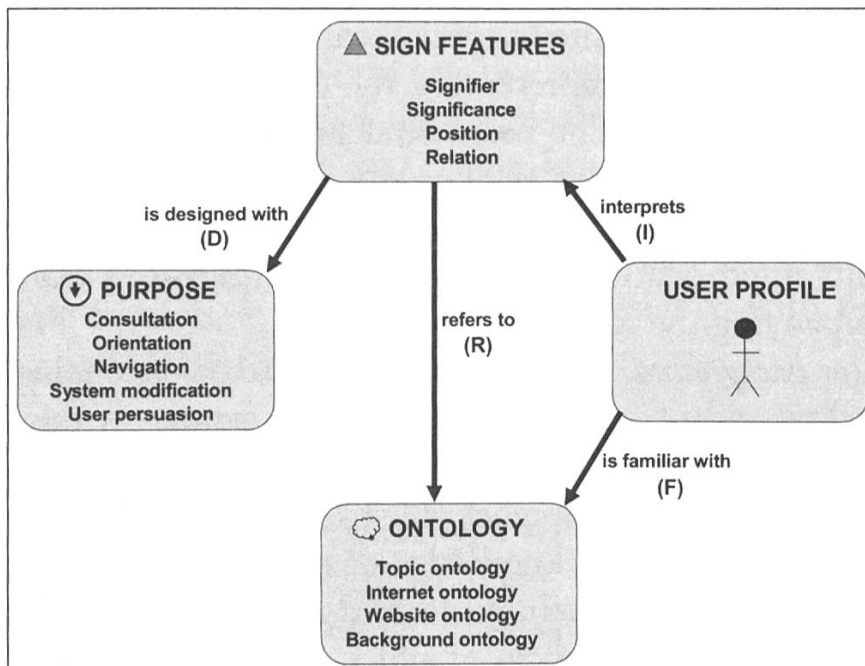 SIGN FEATURES
Signifier
Significance
Position
Relation
is designed with
(D)
interprets
(I)
PURPOSE
Consultation
Orientation
Navigation
System modification
User persuasion
refers to
(R)
USER PROFILE
is familiar with
(F)
ONTOLOGY
Topic ontology
Internet ontology
Website ontology
Background ontology